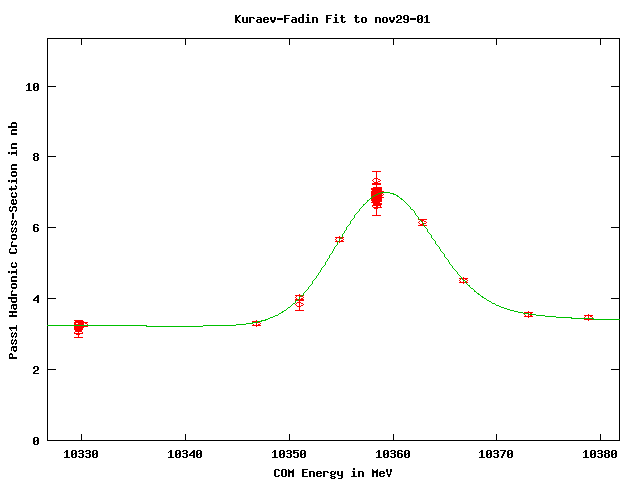 Kuraev-Fadin Fit to nov29-01
Pass1 Hadronic Cross-Section in nb
10
8
6
4
2
0
10330 10340 10350 10360 10370 10380
COM Energy in MeV